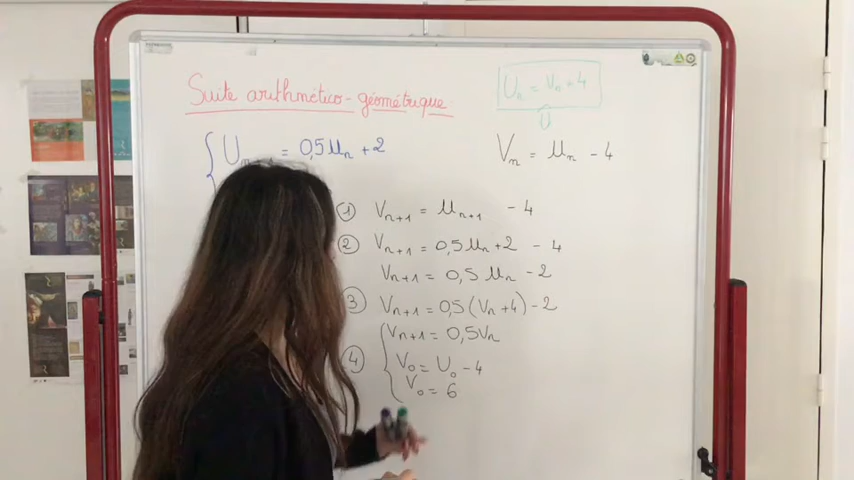 Suite arithmético-géométrique
Un = Vn + 4
U
= 0,5Un + 2
Vn = Un - 4
① Vn+1 = Un+1 - 4
② Vn+1 = 0,5Un + 2 - 4
Vn+1 = 0,5 Un - 2
③ Vn+1 = 0,5(Vn + 4) - 2
Vn+1 = 0,5Vn
④ V0 = U0 - 4
V0 = 6